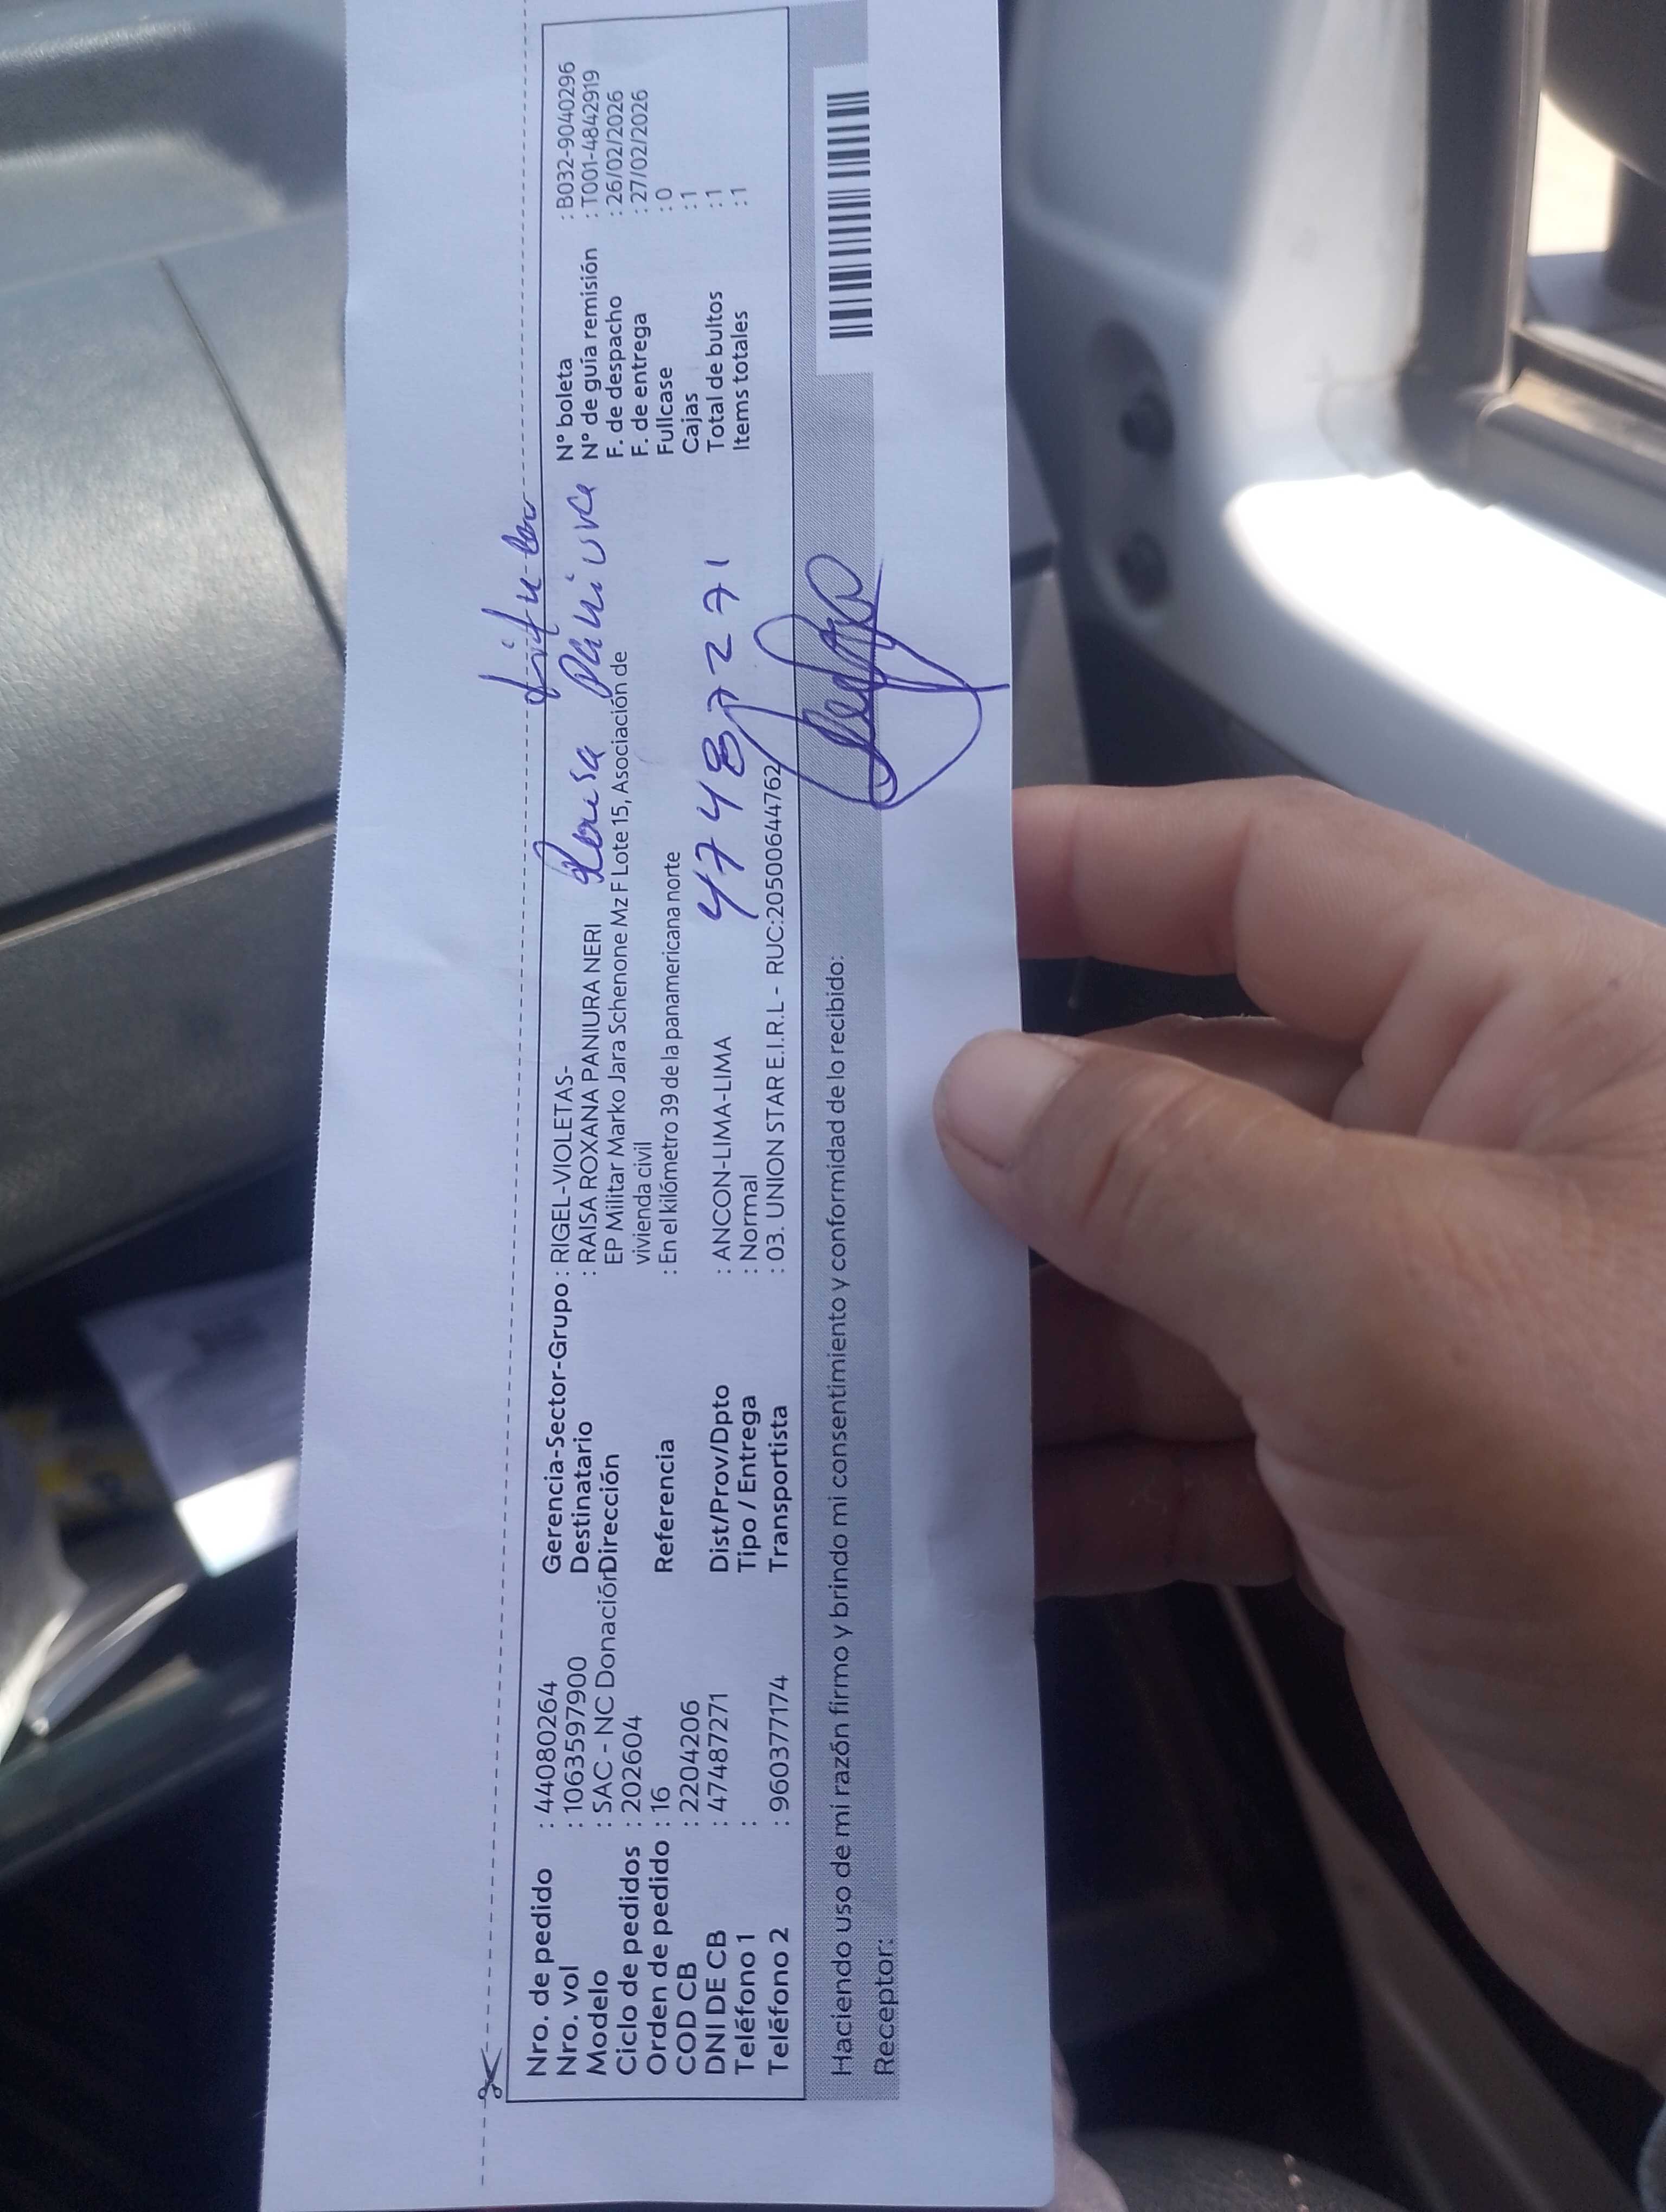 Nro. de pedido : 44080264
Nro. vol : 1063597900
Modelo : SAC - NC Donación
Ciclo de pedidos : 202604
Orden de pedido : 16
COD CB : 2204206
DNI DE CB : 47487271
Teléfono 1 :
Teléfono 2 : 960377174
Gerencia-Sector-Grupo : RIGEL-VIOLETAS-
Destinatario : RAISA ROXANA PANIURA NERI
Dirección EP Militar Marko Jara Schenone Mz F Lote 15, Asociación de
vivienda civil
Referencia : En el kilómetro 39 de la panamericana norte
Dist/Prov/Dpto : ANCON-LIMA-LIMA
Tipo / Entrega : Normal
Transportista : 03. UNION STAR E.I.R.L - RUC:20500644762
N° boleta : B032-9040296
N° de guía remisión : T001-4842919
F. de despacho : 26/02/2026
F. de entrega : 27/02/2026
Fullcase : 0
Cajas : 1
Total de bultos : 1
Items totales : 1
47487271
Haciendo uso de mi razón firmo y brindo mi consentimiento y conformidad de lo recibido:
Receptor: